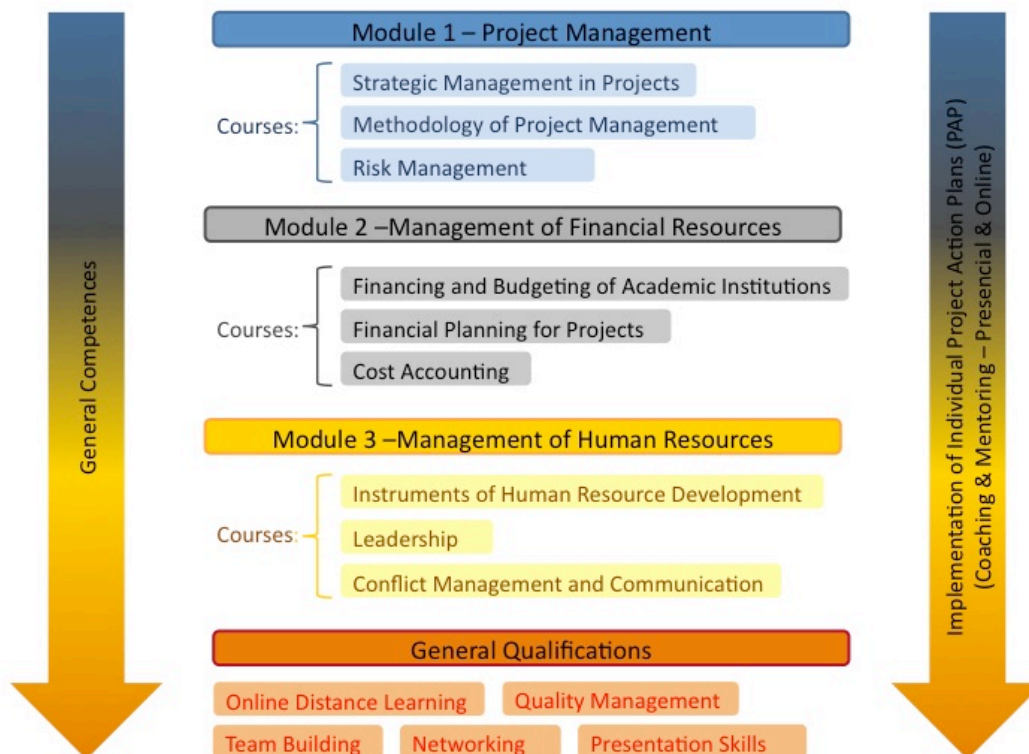 Module 1 – Project Management
Strategic Management in Projects
Courses:
Methodology of Project Management
Risk Management
Module 2 –Management of Financial Resources
Financing and Budgeting of Academic Institutions
Courses:
Financial Planning for Projects
Cost Accounting
Module 3 –Management of Human Resources
Instruments of Human Resource Development
Courses:
Leadership
Conflict Management and Communication
General Qualifications
Online Distance Learning
Quality Management
Team Building
Networking
Presentation Skills
General Competences
Implementation of Individual Project Action Plans (PAP)
(Coaching & Mentoring – Presencial & Online)